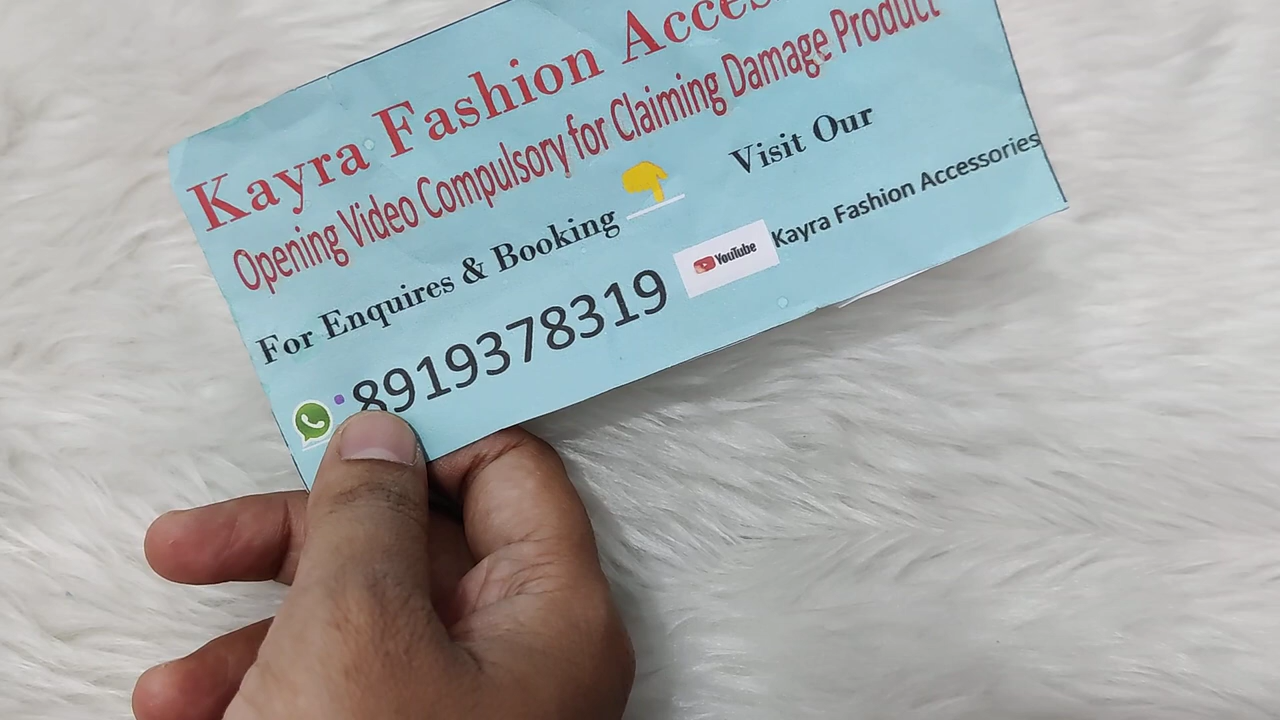 Kayra Fashion Acces
Opening Video Compulsory for Claiming Damage Product
For Enquires & Booking
Visit Our
:8919378319
YouTube
Kayra Fashion Accessories